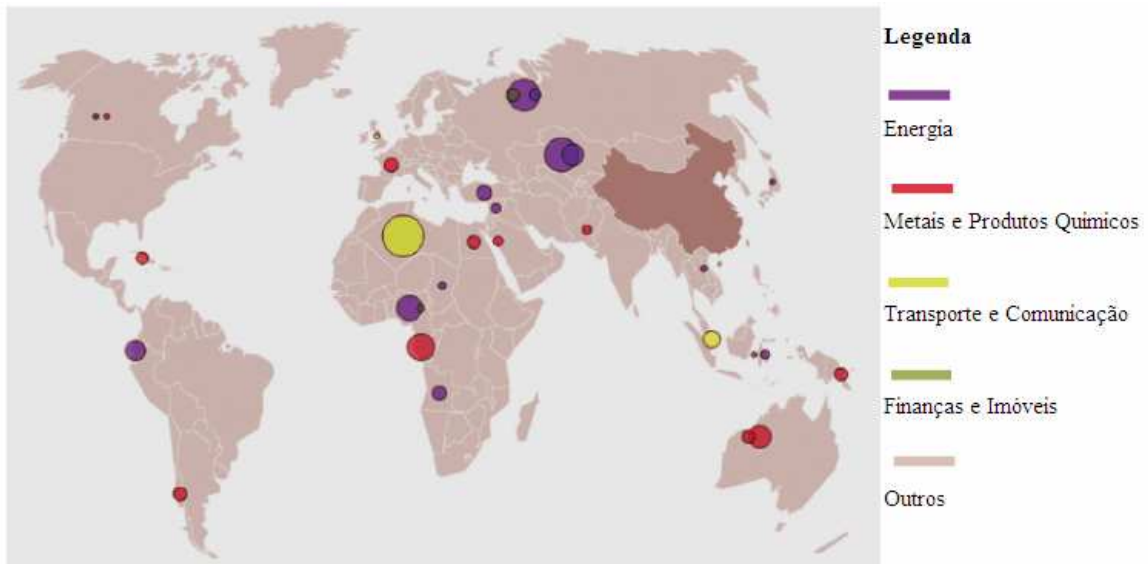 Legenda
Energia
Metais e Produtos Quimicos
Transporte e Comunicação
Finanças e Imóveis
Outros